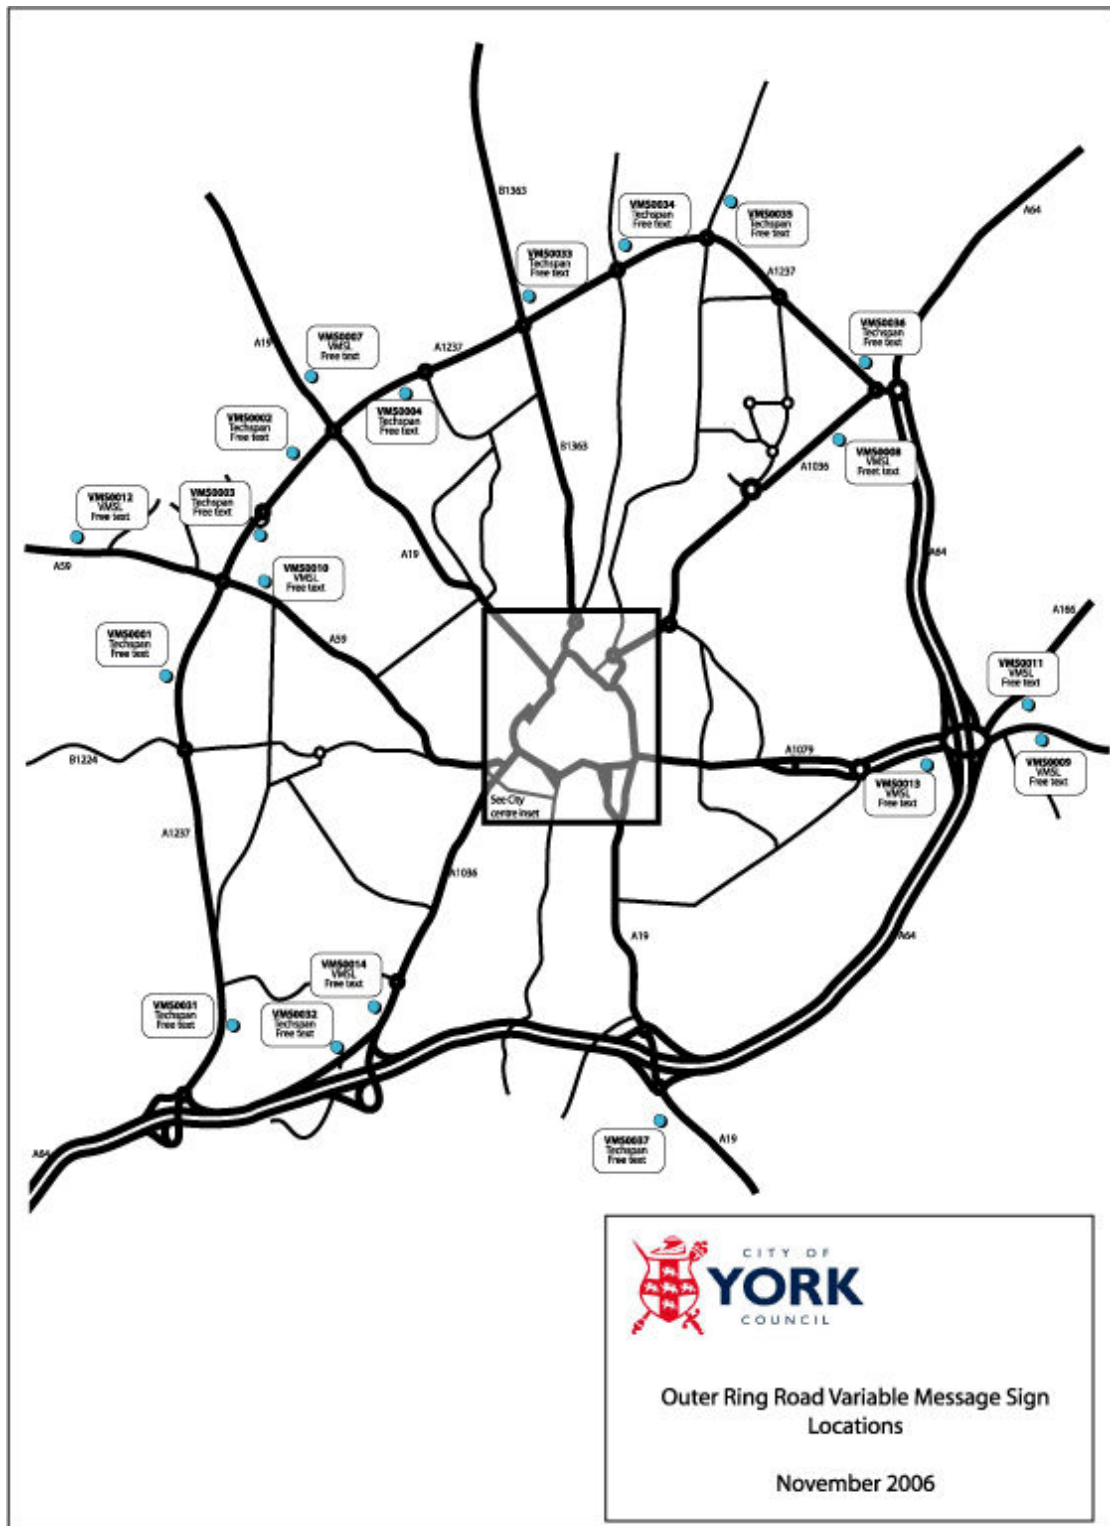 B1363
VMS0034
Techspan
Free text
VMS0035
Techspan
Free text
A64
VMS0033
Techspan
Free text
A1237
VMS0007
VMSL
Free text
A19
A1237
VMS0036
Techspan
Free text
VMS0004
Techspan
Free text
VMS0002
Techspan
Free text
B1363
VMS0008
VMSL
Freet text
A1036
VMS0012
VMSL
Free text
VMS0003
Techspan
Free text
A59
A19
A64
VMS0010
VMSL
Free text
A166
VMS0001
Techspan
Free text
A59
VMS0011
VMSL
Free text
B1224
A1079
VMS0009
VMSL
Free text
VMS0013
VMSL
Free text
See City
centre inset
A1237
A1036
A19
A64
VMS0014
VMSL
Free text
VMS0031
Techspan
Free text
VMS0032
Techspan
Free text
A64
VMS0037
Techspan
Free text
A19
CITY OF
YORK
COUNCIL
Outer Ring Road Variable Message Sign
Locations
November 2006